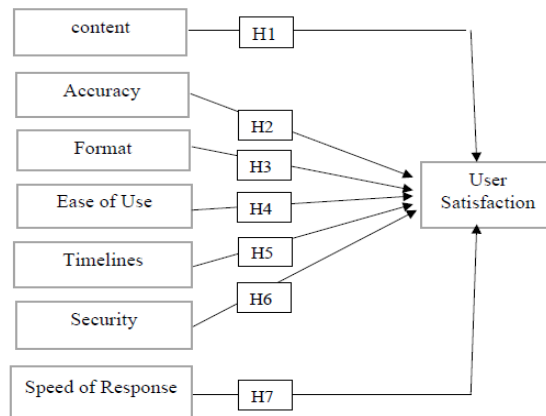 content
H1
Accuracy
H2
Format
H3
Ease of Use
H4
User
Satisfaction
Timelines
H5
Security
H6
Speed of Response
H7